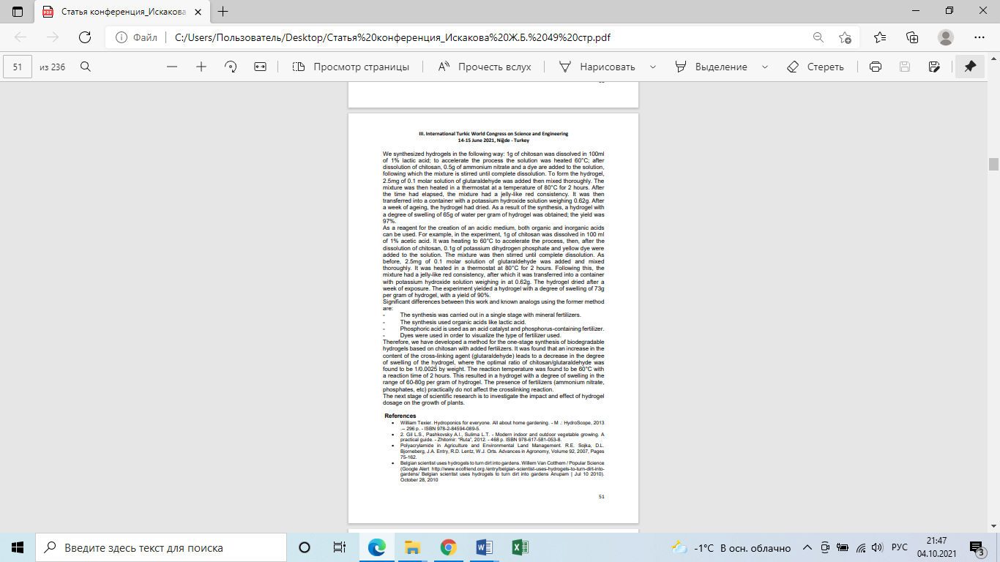 Статья конференция_Искакова
Файл
C:/Users/Пользователь/Desktop/Статья%20конференция_Искакова%20Ж.Б.%2049%20стр.pdf
51 из 236
Просмотр страницы
Прочесть вслух
Нарисовать
Выделение
Стереть
III. International Turkic World Congress on Science and Engineering
14-15 June 2021, Niğde - Turkey
We synthesized hydrogels in the following way: 1g of chitosan was dissolved in 100ml
of 1% lactic acid; to accelerate the process the solution was heated 60°C; after
dissolution of chitosan, 0.5g of ammonium nitrate and a dye are added to the solution,
following which the mixture is stirred until complete dissolution. To form the hydrogel,
2.5mg of 0.1 molar solution of glutaraldehyde was added then mixed thoroughly. The
mixture was then heated in a thermostat at a temperature of 80°C for 2 hours. After
the time had elapsed, the mixture had a jelly-like red consistency. It was then
transferred into a container with a potassium hydroxide solution weighing 0.62g. After
a week of ageing, the hydrogel had dried. As a result of the synthesis, a hydrogel with
a degree of swelling of 65g of water per gram of hydrogel was obtained; the yield was
97%.
As a reagent for the creation of an acidic medium, both organic and inorganic acids
can be used. For example, in the experiment, 1g of chitosan was dissolved in 100 ml
of 1% acetic acid. It was heating to 60°C to accelerate the process, then, after the
dissolution of chitosan, 0.1g of potassium dihydrogen phosphate and yellow dye were
added to the solution. The mixture was then stirred until complete dissolution. As
before, 2.5mg of 0.1 molar solution of glutaraldehyde was added and mixed
thoroughly. It was heated in a thermostat at 80°C for 2 hours. Following this, the
mixture had a jelly-like red consistency, after which it was transferred into a container
with potassium hydroxide solution weighing in at 0.62g. The hydrogel dried after a
week of exposure. The experiment yielded a hydrogel with a degree of swelling of 73g
per gram of hydrogel, with a yield of 90%.
Significant differences between this work and known analogs using the former method
are:
- The synthesis was carried out in a single stage with mineral fertilizers.
- The synthesis used organic acids like lactic acid.
- Phosphoric acid is used as an acid catalyst and phosphorus-containing fertilizer.
- Dyes were used in order to visualize the type of fertilizer used.
Therefore, we have developed a method for the one-stage synthesis of biodegradable
hydrogels based on chitosan with added fertilizers. It was found that an increase in the
content of the cross-linking agent (glutaraldehyde) leads to a decrease in the degree
of swelling of the hydrogel, where the optimal ratio of chitosan/glutaraldehyde was
found to be 1/0.0025 by weight. The reaction temperature was found to be 60°C with
a reaction time of 2 hours. This resulted in a hydrogel with a degree of swelling in the
range of 60-80g per gram of hydrogel. The presence of fertilizers (ammonium nitrate,
phosphates, etc) practically do not affect the crosslinking reaction.
The next stage of scientific research is to investigate the impact and effect of hydrogel
dosage on the growth of plants.
References
• William Texier. Hydroponics for everyone. All about home gardening. - M .: HydroScope, 2013
.-- 296 p. - ISBN 978-2-84594-089-5.
• 2. Gil L.S., Pashkovsky A.I., Sulima L.T. - Modern indoor and outdoor vegetable growing. A
practical guide. - Zhitomir: "Ruta", 2012. - 468 p. ISBN 978-617-581-053-8.
• Polyacrylamide in Agriculture and Environmental Land Management. R.E. Sojka, D.L.
Bjorneberg, J.A. Entry, R.D. Lentz, W.J. Orts. Advances in Agronomy, Volume 92, 2007, Pages
75-162.
• Belgian scientist uses hydrogels to turn dirt into gardens. Willem Van Cotthem / Popular Science
(Google Alert http://www.ecofriend.org /entry/belgian-scientist-uses-hydrogels-to-turn-dirt-into-
gardens/ Belgian scientist uses hydrogels to turn dirt into gardens Anupam | Jul 10 2010).
October 28, 2010
51
Введите здесь текст для поиска
-1°C В осн. облачно
РУС
21:47
04.10.2021
3